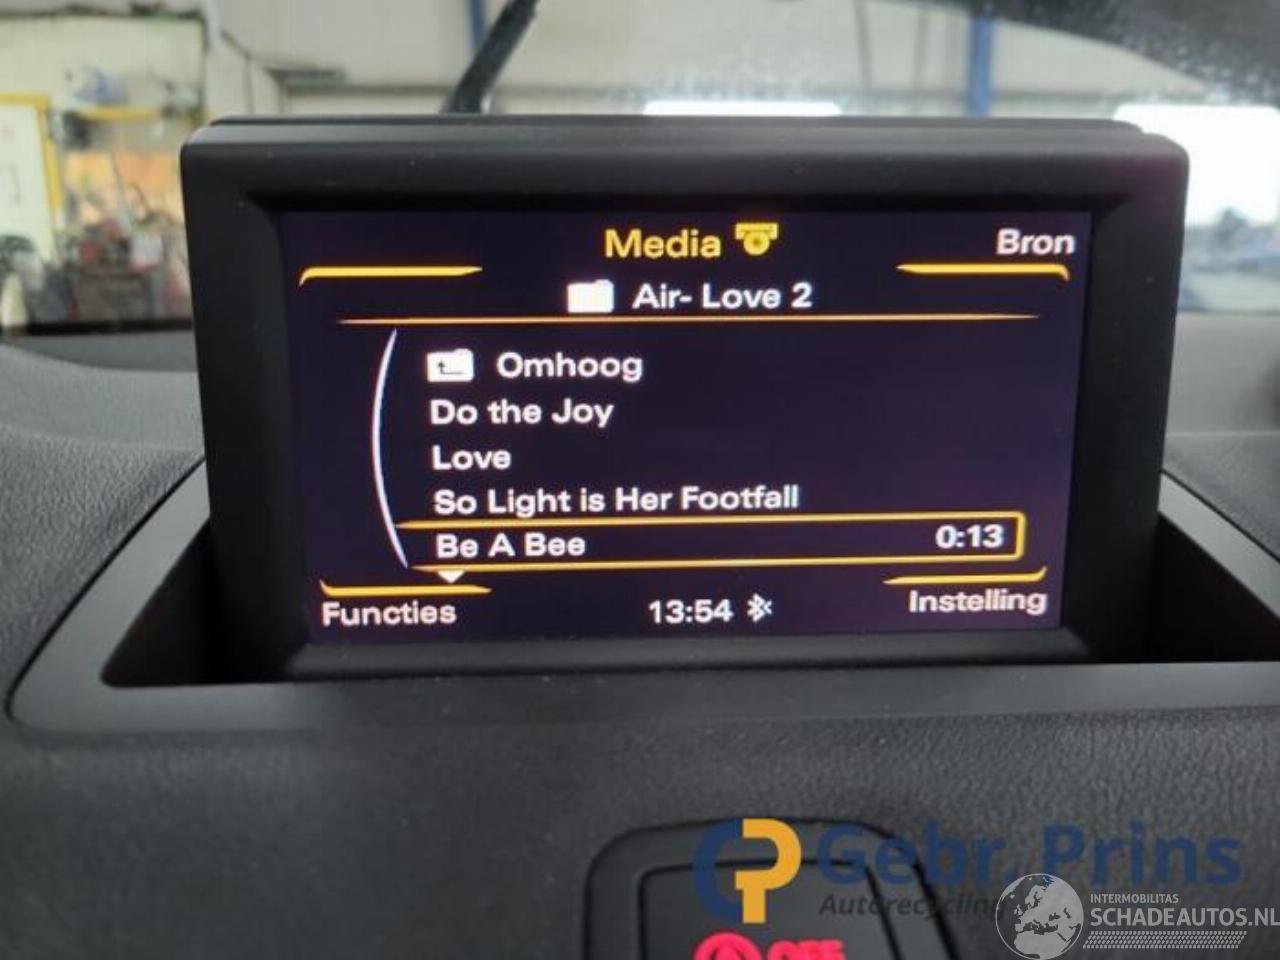 Media
Bron
Air- Love 2
Omhoog
Do the Joy
Love
So Light is Her Footfall
Be A Bee 0:13
Functies
13:54
Instelling
Gebr. Prins
Autorecycling
INTERMOBILITAS
SCHADEAUTOS.NL
OFF